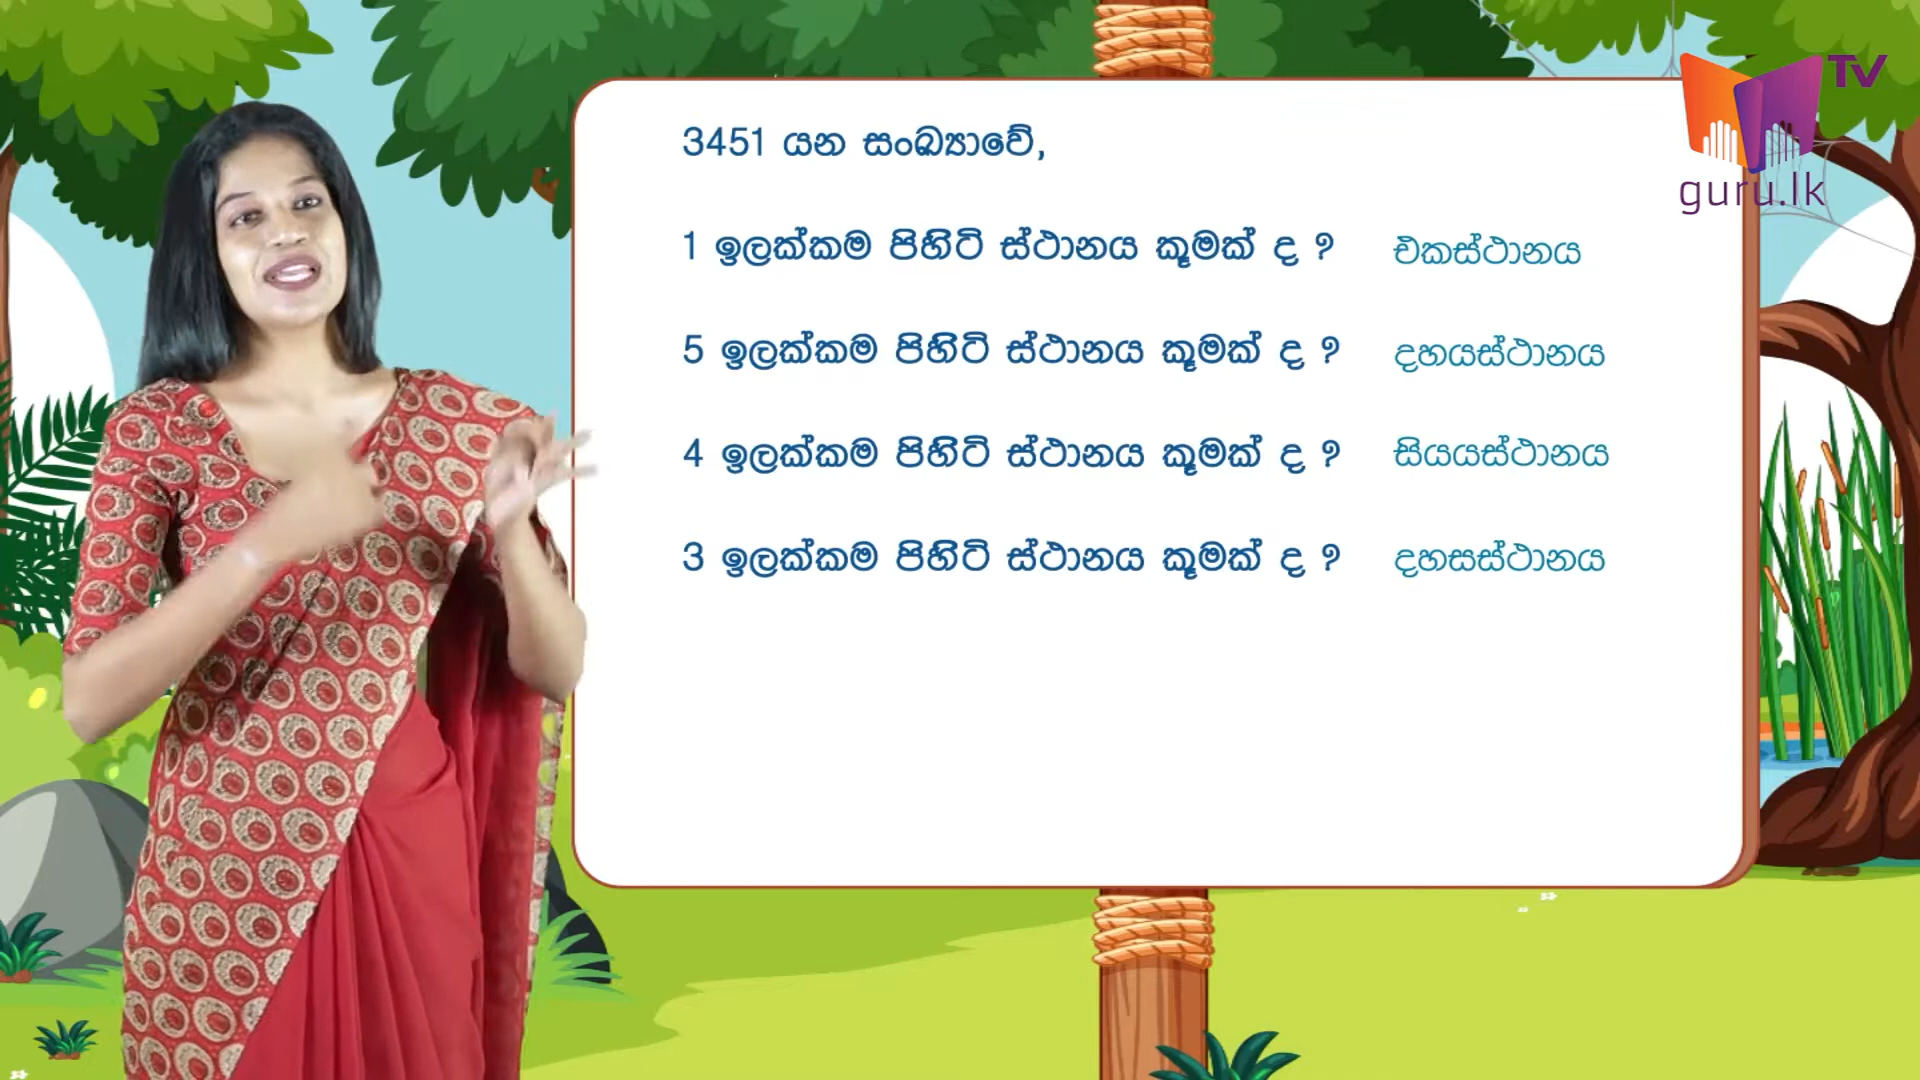 TV
guru.lk
3451 යන සංඛ්‍යාවේ,
1 ඉලක්කම පිහිටි ස්ථානය කුමක් ද ? එකස්ථානය
5 ඉලක්කම පිහිටි ස්ථානය කුමක් ද ? දහයස්ථානය
4 ඉලක්කම පිහිටි ස්ථානය කුමක් ද ? සියයස්ථානය
3 ඉලක්කම පිහිටි ස්ථානය කුමක් ද ? දහසස්ථානය